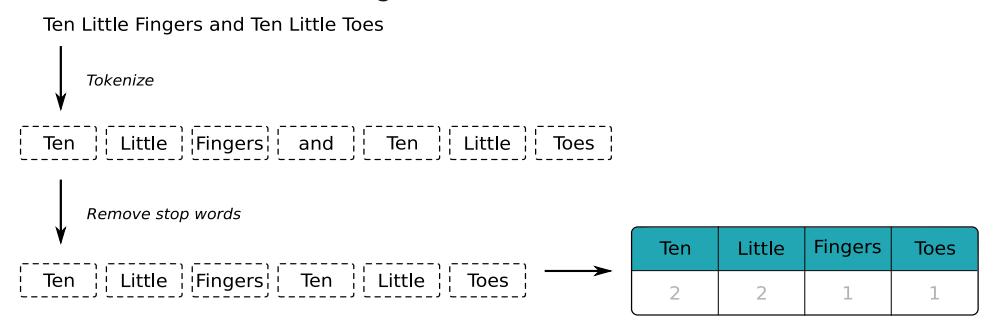 Ten Little Fingers and Ten Little Toes
Tokenize
Ten Little Fingers and Ten Little Toes
Remove stop words
Ten Little Fingers Ten Little Toes
Ten Little Fingers Toes
2 2 1 1